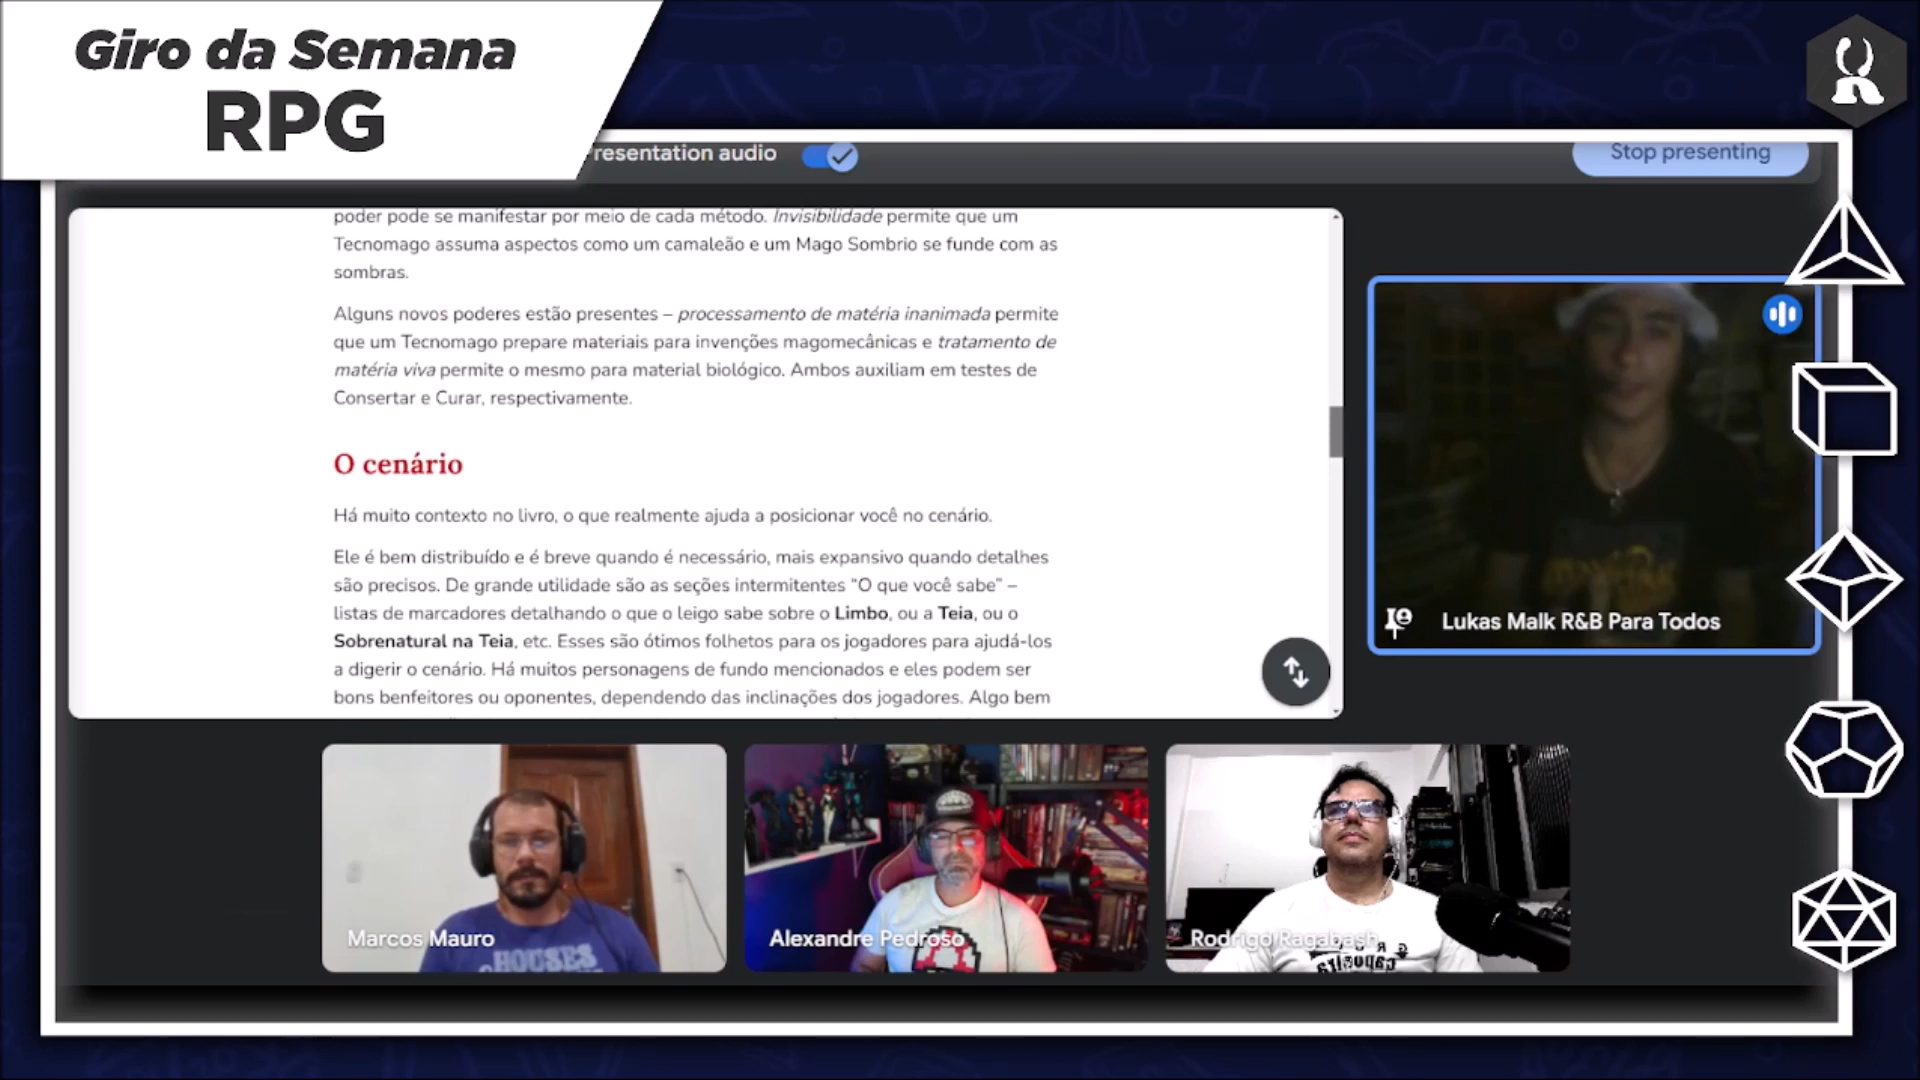 Giro da Semana
RPG
Presentation audio
Stop presenting
poder pode se manifestar por meio de cada método. Invisibilidade permite que um
Tecnomago assuma aspectos como um camaleão e um Mago Sombrio se funde com as
sombras.
Alguns novos poderes estão presentes – processamento de matéria inanimada permite
que um Tecnomago prepare materiais para invenções magomecânicas e tratamento de
matéria viva permite o mesmo para material biológico. Ambos auxiliam em testes de
Consertar e Curar, respectivamente.
O cenário
Há muito contexto no livro, o que realmente ajuda a posicionar você no cenário.
Ele é bem distribuído e é breve quando é necessário, mais expansivo quando detalhes
são precisos. De grande utilidade são as seções intermitentes “O que você sabe” –
listas de marcadores detalhando o que o leigo sabe sobre o Limbo, ou a Teia, ou o
Sobrenatural na Teia, etc. Esses são ótimos folhetos para os jogadores para ajudá-los
a digerir o cenário. Há muitos personagens de fundo mencionados e eles podem ser
bons benfeitores ou oponentes, dependendo das inclinações dos jogadores. Algo bem
Lukas Malk R&B Para Todos
Marcos Mauro
HOUSES
Alexandre Pedroso
Rodrigo Ragabash